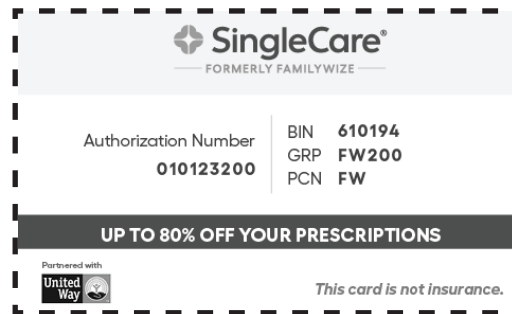 SingleCare®
FORMERLY FAMILYWIZE
Authorization Number
010123200
BIN 610194
GRP FW200
PCN FW
UP TO 80% OFF YOUR PRESCRIPTIONS
Partnered with
United
Way
This card is not insurance.